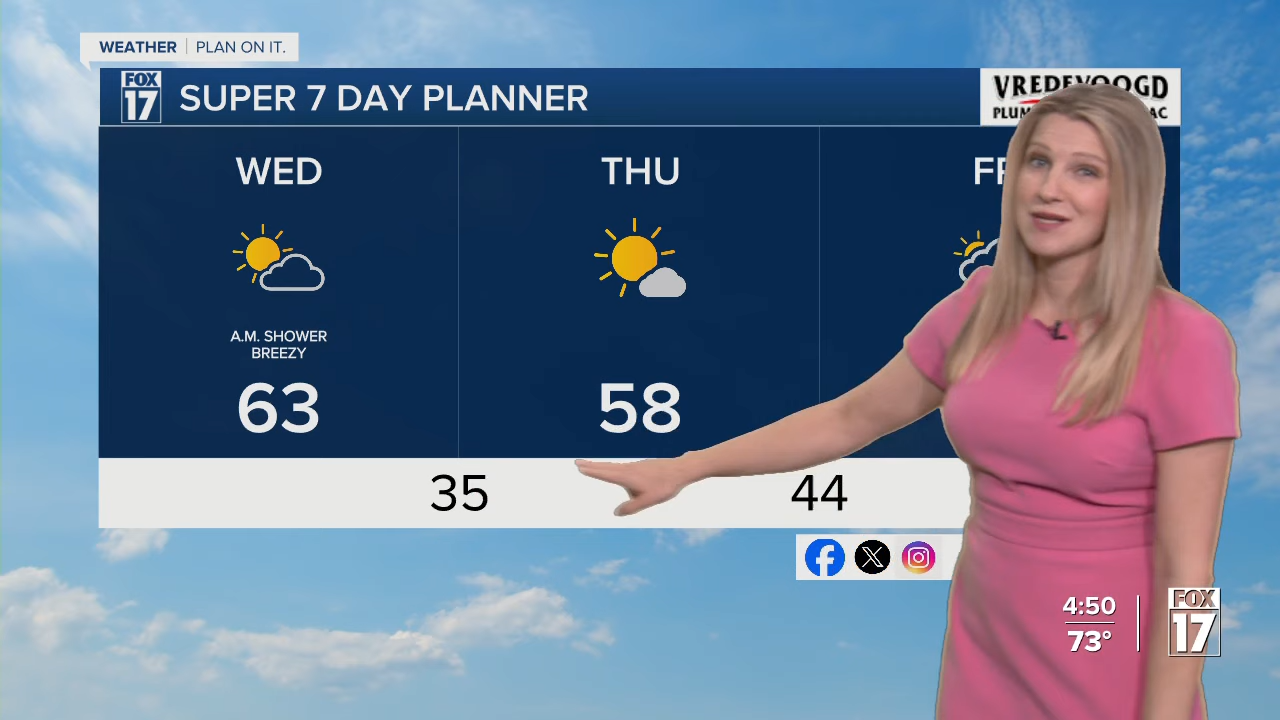 WEATHER | PLAN ON IT.
FOX
17
SUPER 7 DAY PLANNER
WED
THU
A.M. SHOWER
BREEZY
63
58
35
44
4:50
73°
FOX
17